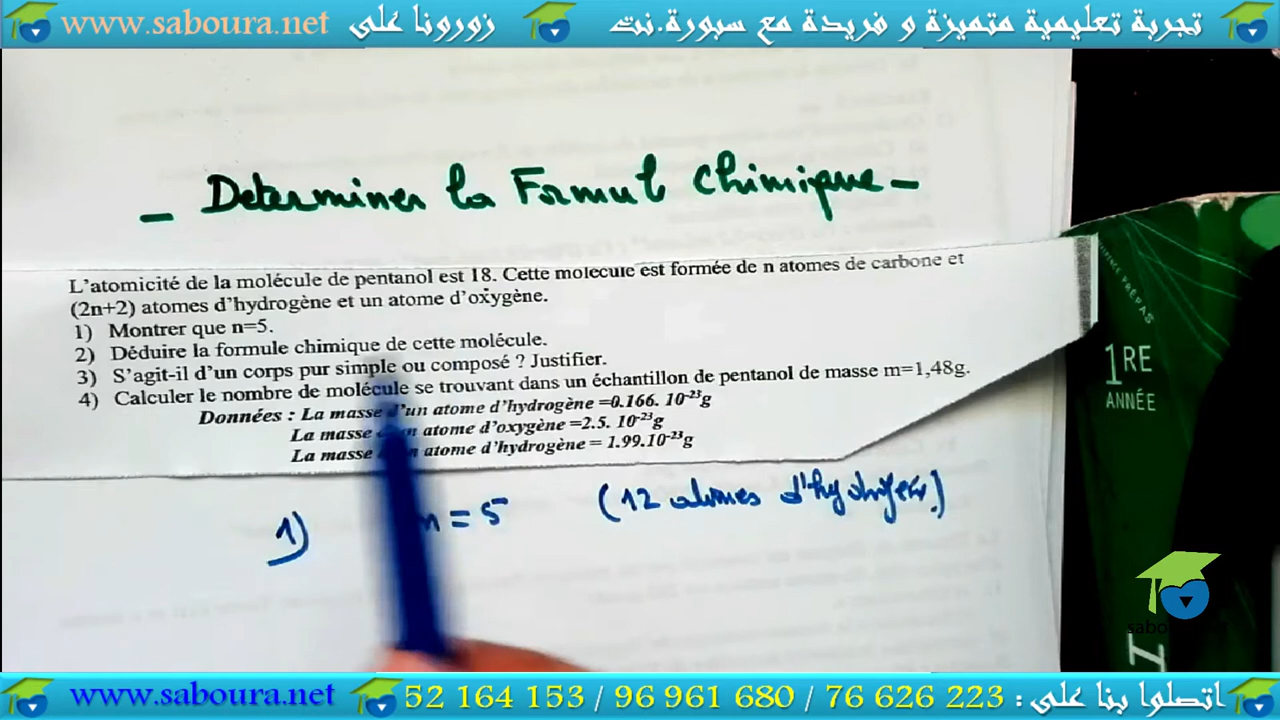 www.saboura.net زورونا على تجربة تعليمية متميزة و فريدة مع سبورة.نت
- Determiner la Formul chimique -
L'atomicité de la molécule de pentanol est 18. Cette molecule est formée de n atomes de carbone et
(2n+2) atomes d'hydrogène et un atome d'oxygène.
1) Montrer que n=5.
2) Déduire la formule chimique de cette molécule.
3) S'agit-il d'un corps pur simple ou composé ? Justifier.
4) Calculer le nombre de molécule se trouvant dans un échantillon de pentanol de masse m=1,48g.
Données : La masse d'un atome d'hydrogène =0.166. 10⁻²³g
La masse atome d'oxygène =2.5. 10⁻²³g
La masse atome d'hydrogène = 1.99.10⁻²³g
1) n = 5 (12 atomes d'hydrogèn.)
PRÉPAS
1RE
ANNÉE
www.saboura.net 52 164 153 / 96 961 680 / 76 626 223 : اتصلوا بنا على